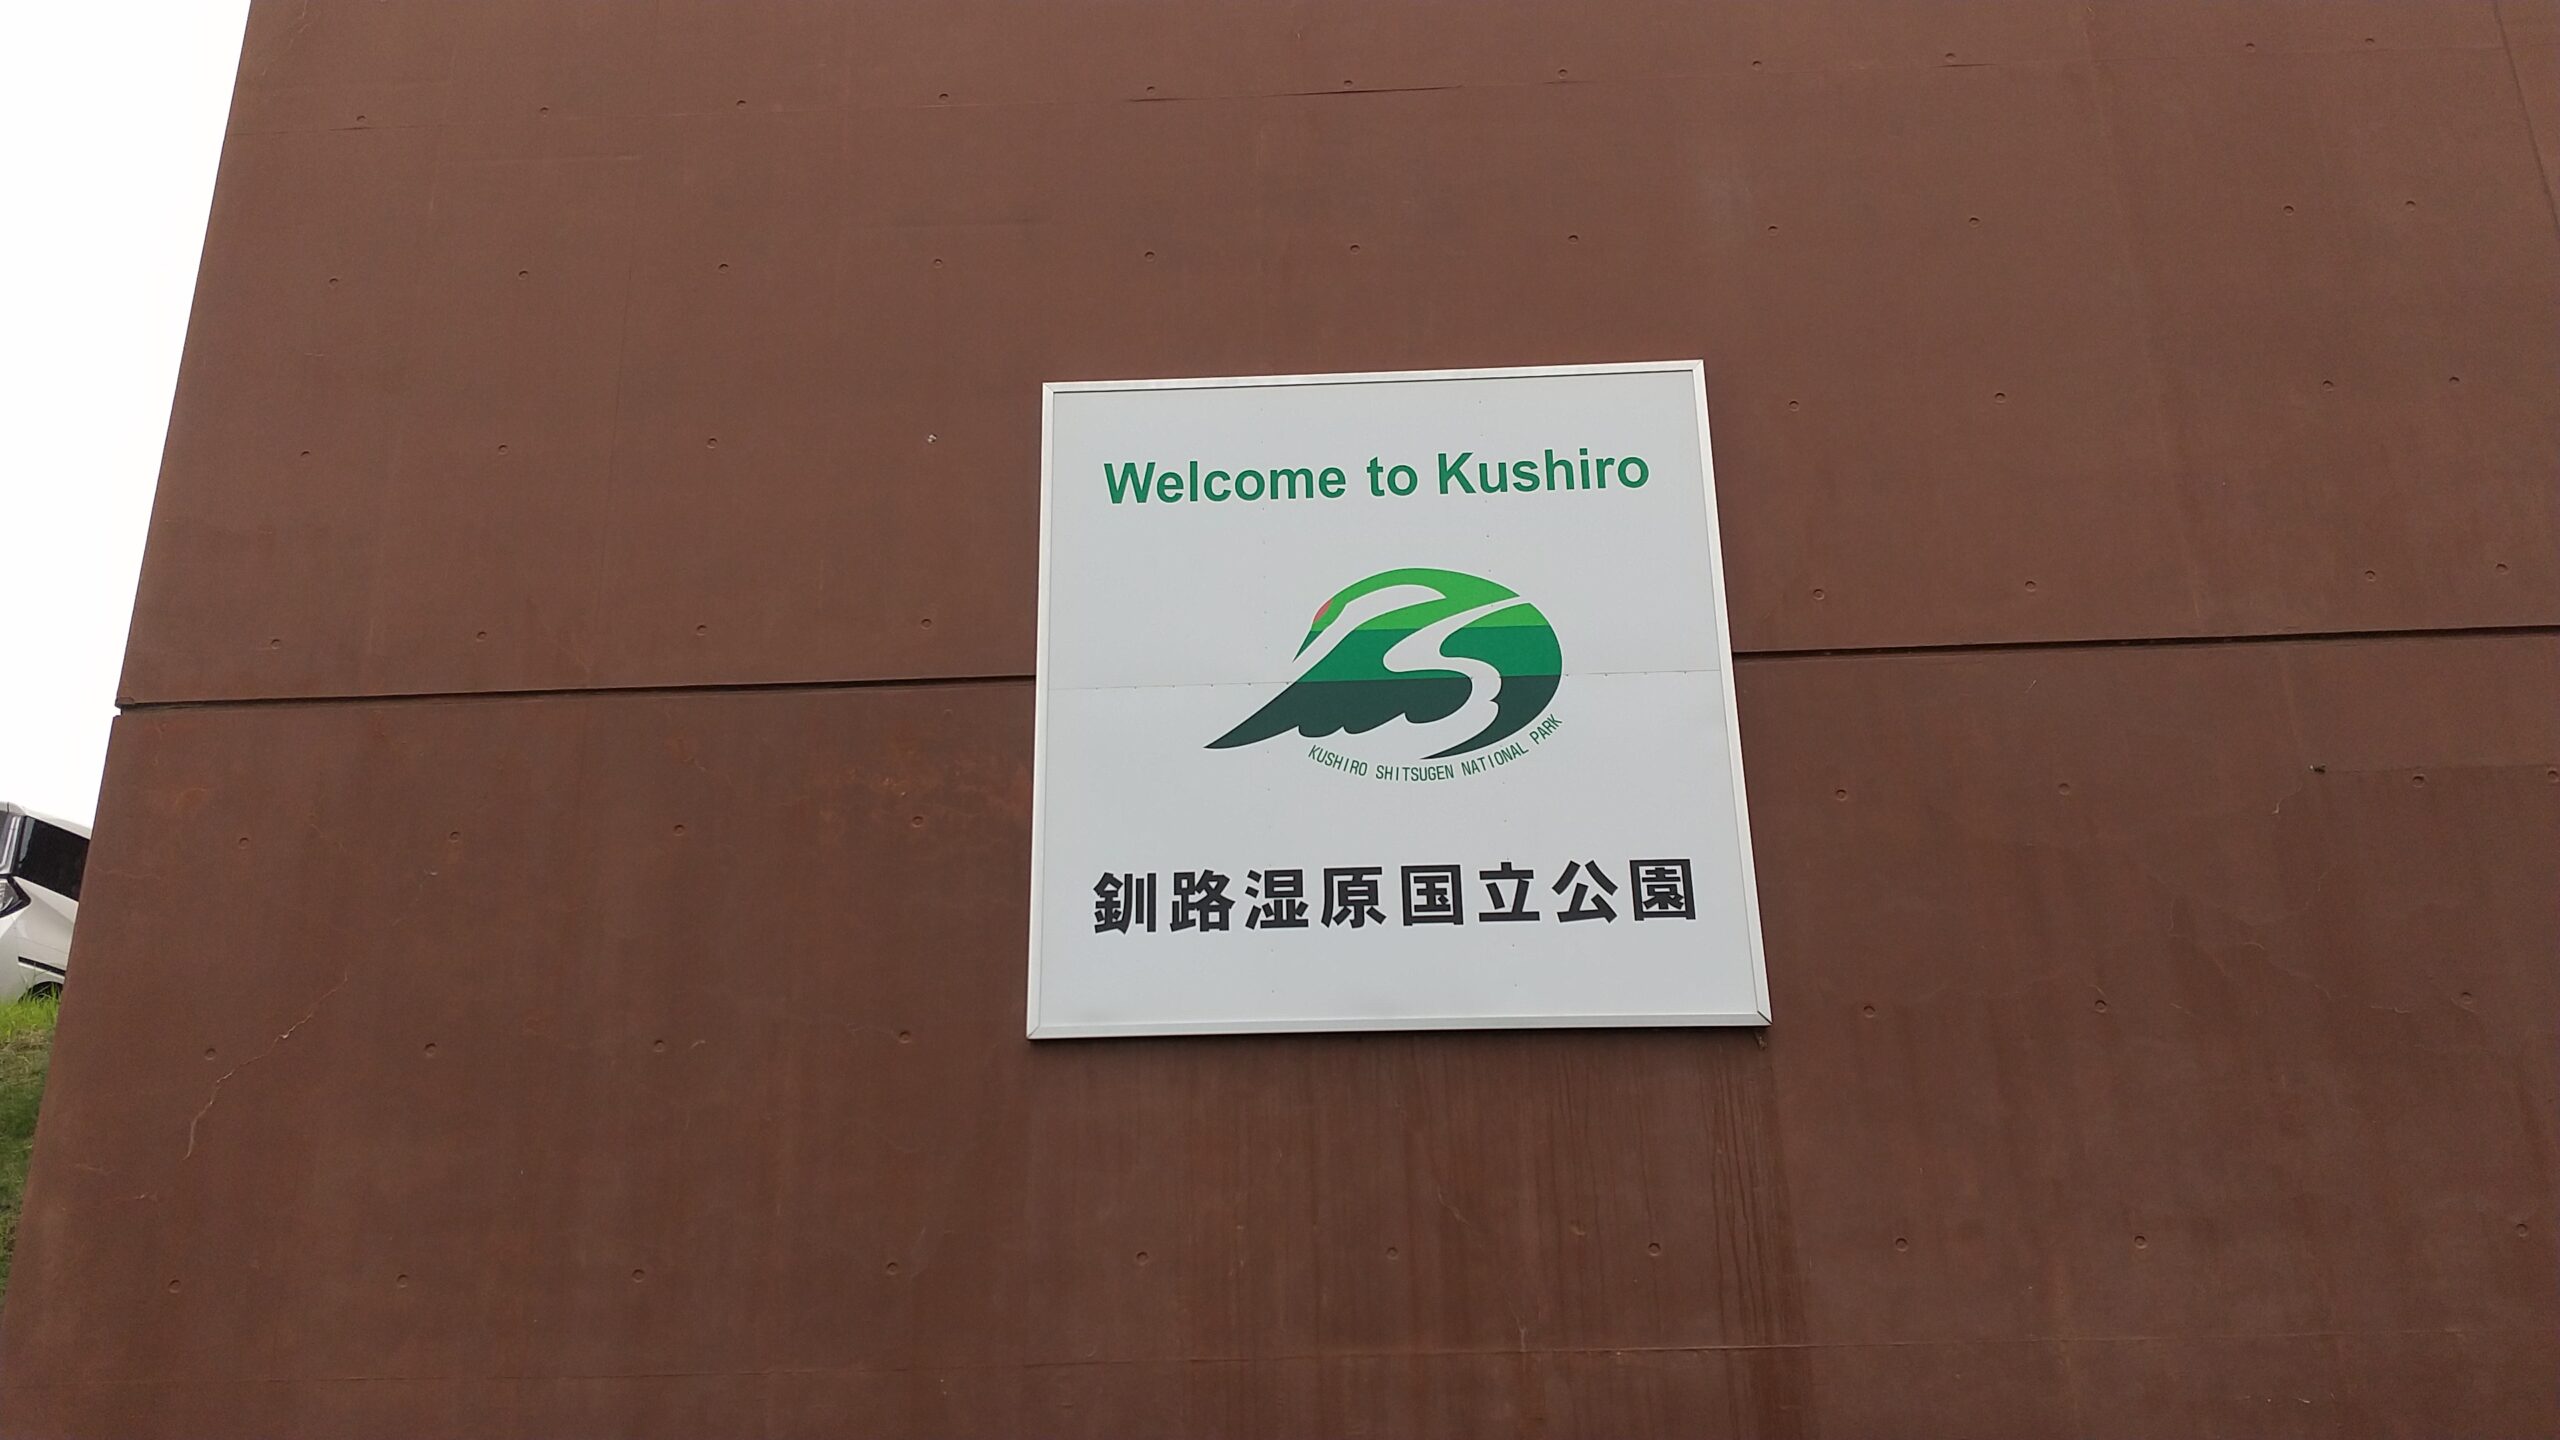 Welcome to Kushiro
KUSHIRO SHITSUGEN NATIONAL PARK
釧路湿原国立公園